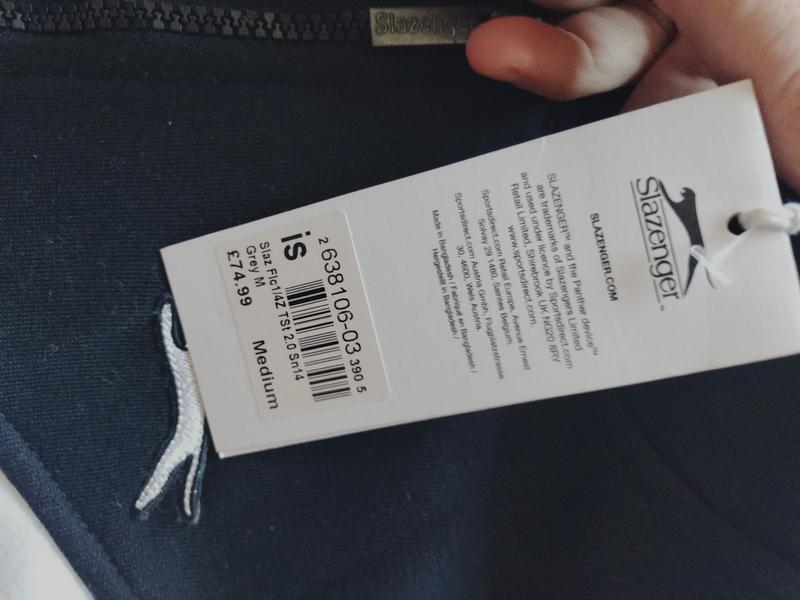 Slazenger
Slazenger™
SLAZENGER.COM
SLAZENGER™ and the Panther device™
are trademarks of Slazengers Limited
and used under licence by Sportsdirect.com
Retail Limited, Shirebrook UK NG20 8RY
www.sportsdirect.com.
Sportsdirect.com Retail Europe, Avenue Ernest
Solvay 29 1480, Saintes Belgium.
Sportsdirect.com Austria Gmbh, Flugplatzstrasse
30, 4600, Wels Austria.
Made in Bangladesh / Fabriqué en Bangladesh /
Hergestellt in Bangladesh /
2 638106-03 390 5
is
Slaz Flc1/4Z TSt 2.0 Sn14
Grey M
£74.99
Medium